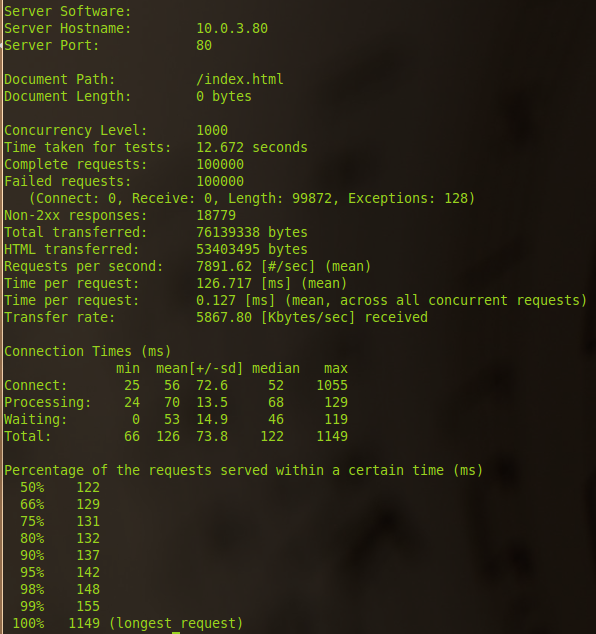 Server Software:
Server Hostname: 10.0.3.80
Server Port: 80
Document Path: /index.html
Document Length: 0 bytes
Concurrency Level: 1000
Time taken for tests: 12.672 seconds
Complete requests: 100000
Failed requests: 100000
(Connect: 0, Receive: 0, Length: 99872, Exceptions: 128)
Non-2xx responses: 18779
Total transferred: 76139338 bytes
HTML transferred: 53403495 bytes
Requests per second: 7891.62 [#/sec] (mean)
Time per request: 126.717 [ms] (mean)
Time per request: 0.127 [ms] (mean, across all concurrent requests)
Transfer rate: 5867.80 [Kbytes/sec] received
Connection Times (ms)
min mean[+/-sd] median max
Connect: 25 56 72.6 52 1055
Processing: 24 70 13.5 68 129
Waiting: 0 53 14.9 46 119
Total: 66 126 73.8 122 1149
Percentage of the requests served within a certain time (ms)
50% 122
66% 129
75% 131
80% 132
90% 137
95% 142
98% 148
99% 155
100% 1149 (longest request)